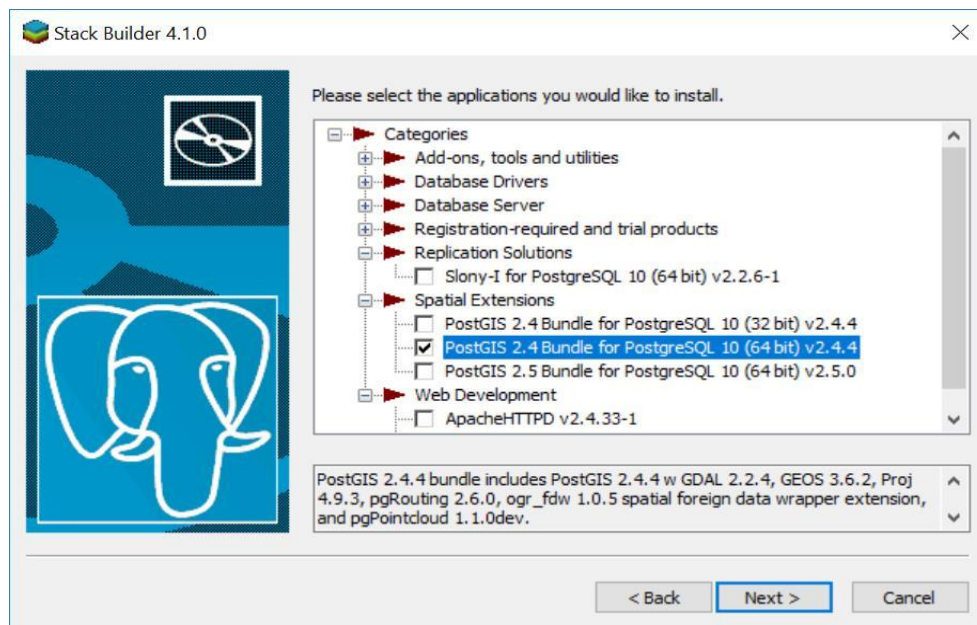 Stack Builder 4.1.0
Please select the applications you would like to install.
Categories
Add-ons, tools and utilities
Database Drivers
Database Server
Registration-required and trial products
Replication Solutions
Slony-I for PostgreSQL 10 (64 bit) v2.2.6-1
Spatial Extensions
PostGIS 2.4 Bundle for PostgreSQL 10 (32 bit) v2.4.4
PostGIS 2.4 Bundle for PostgreSQL 10 (64 bit) v2.4.4
PostGIS 2.5 Bundle for PostgreSQL 10 (64 bit) v2.5.0
Web Development
ApacheHTTPD v2.4.33-1
PostGIS 2.4.4 bundle includes PostGIS 2.4.4 w GDAL 2.2.4, GEOS 3.6.2, Proj
4.9.3, pgRouting 2.6.0, ogr_fdw 1.0.5 spatial foreign data wrapper extension,
and pgPointcloud 1.1.0dev.
< Back Next > Cancel